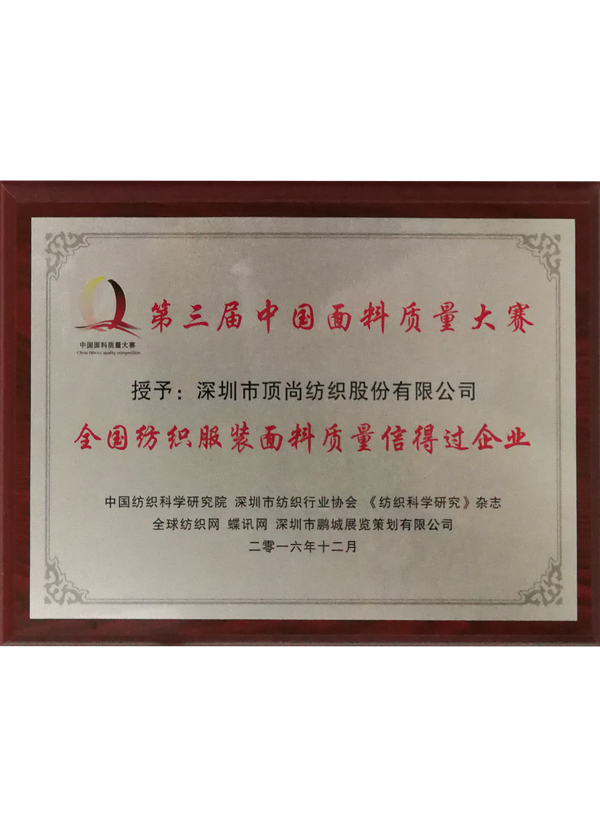 第三届中国面料质量大赛
中国面料质量大赛
China fabrics quality competition
授予：深圳市顶尚纺织股份有限公司
全国纺织服装面料质量信得过企业
中国纺织科学研究院 深圳市纺织行业协会 《纺织科学研究》杂志
全球纺织网 蝶讯网 深圳市鹏城展览策划有限公司
二零一六年十二月